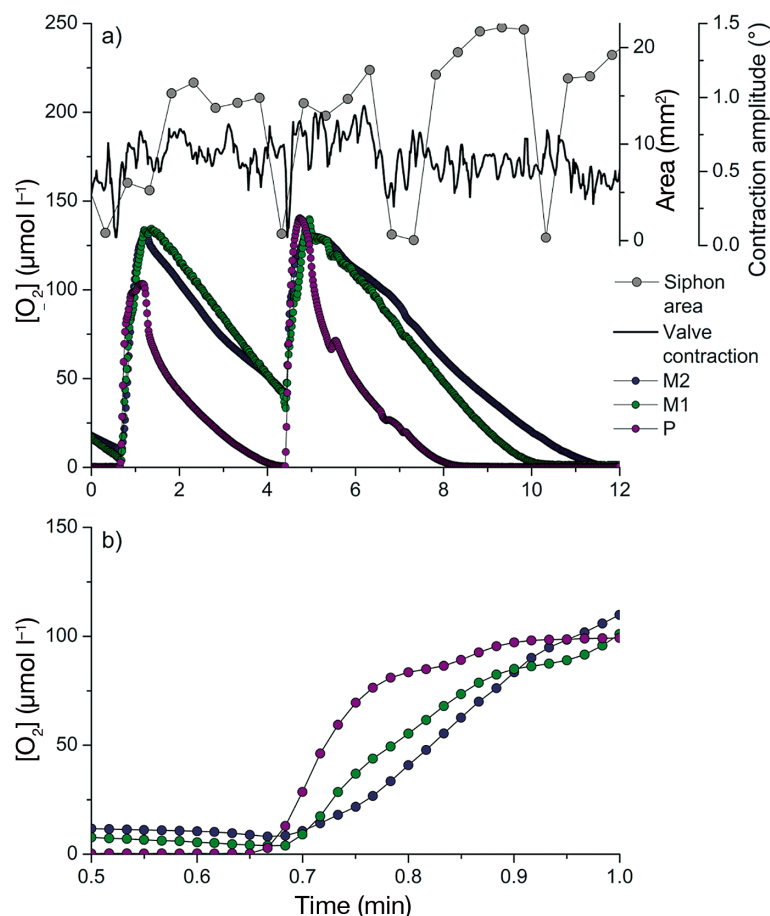 a)
250
200
150
100
50
0
[O2] (µmol l–1)
0 2 4 6 8 10 12
20
10
0
Area (mm²)
1.5
1.0
0.5
0.0
Contraction amplitude (°)
Siphon
area
Valve
contraction
M2
M1
P
b)
150
100
50
0
[O2] (µmol l–1)
0.5 0.6 0.7 0.8 0.9 1.0
Time (min)